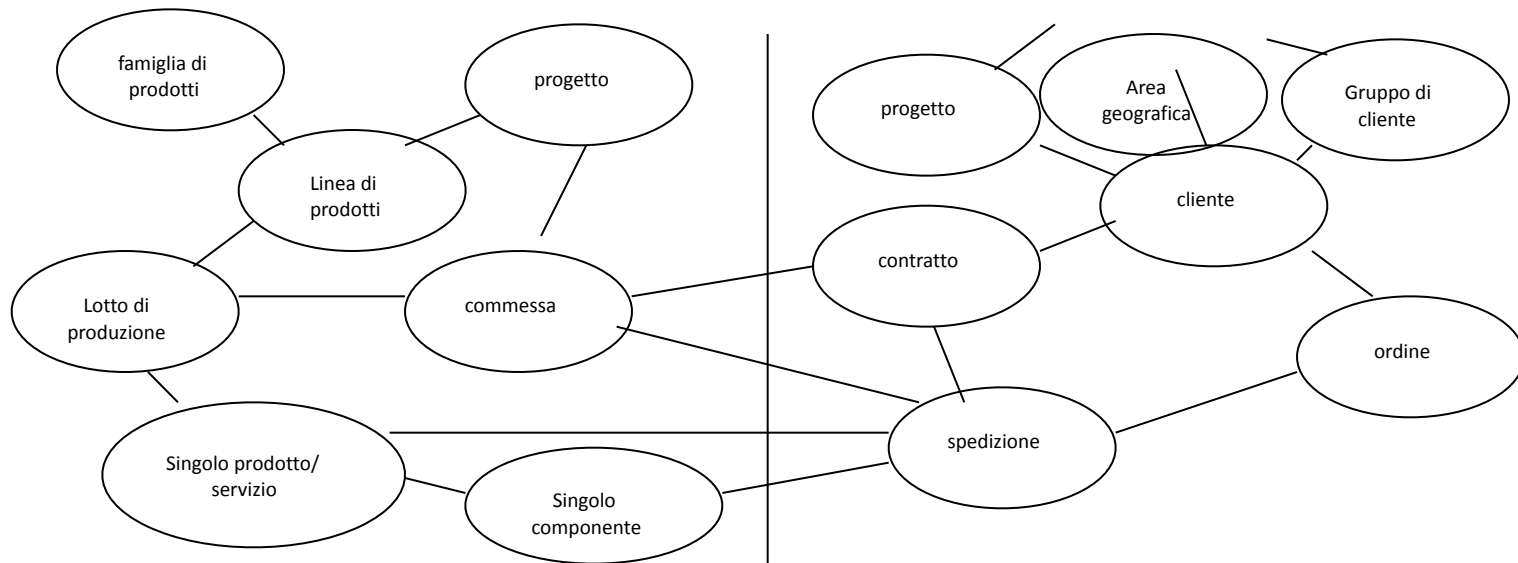 famiglia di
prodotti
progetto
Linea di
prodotti
Lotto di
produzione
commessa
Singolo prodotto/
servizio
Singolo
componente
progetto
Area
geografica
Gruppo di
cliente
cliente
contratto
ordine
spedizione